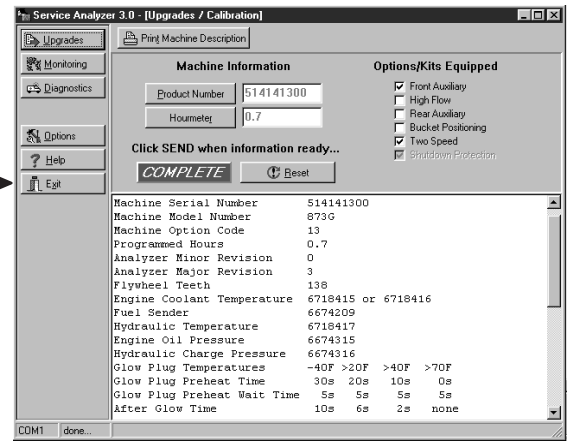 Service Analyzer 3.0 - [Upgrades / Calibration]
Upgrades
Print Machine Description
Monitoring
Diagnostics
Options
Help
Exit
Machine Information
Product Number 514141300
Hourmeter 0.7
Click SEND when information ready...
COMPLETE Reset
Options/Kits Equipped
Front Auxiliary
High Flow
Rear Auxiliary
Bucket Positioning
Two Speed
Shutdown Protection
Machine Serial Number 514141300
Machine Model Number 873G
Machine Option Code 13
Programmed Hours 0.7
Analyzer Minor Revision 0
Analyzer Major Revision 3
Flywheel Teeth 138
Engine Coolant Temperature 6718415 or 6718416
Fuel Sender 6674209
Hydraulic Temperature 6718417
Engine Oil Pressure 6674315
Hydraulic Charge Pressure 6674316
Glow Plug Temperatures -40F >20F >40F >70F
Glow Plug Preheat Time 30s 20s 10s 0s
Glow Plug Preheat Wait Time 5s 5s 5s 5s
After Glow Time 10s 6s 2s none
COM1 done...